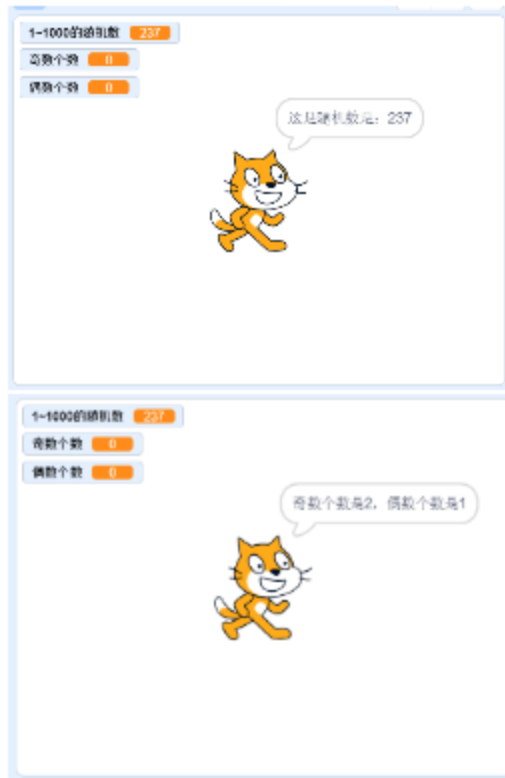 1~1000的随机数 237
奇数个数 0
偶数个数 0
这是随机数是：237
1~1000的随机数 237
奇数个数 0
偶数个数 0
奇数个数是2，偶数个数是1